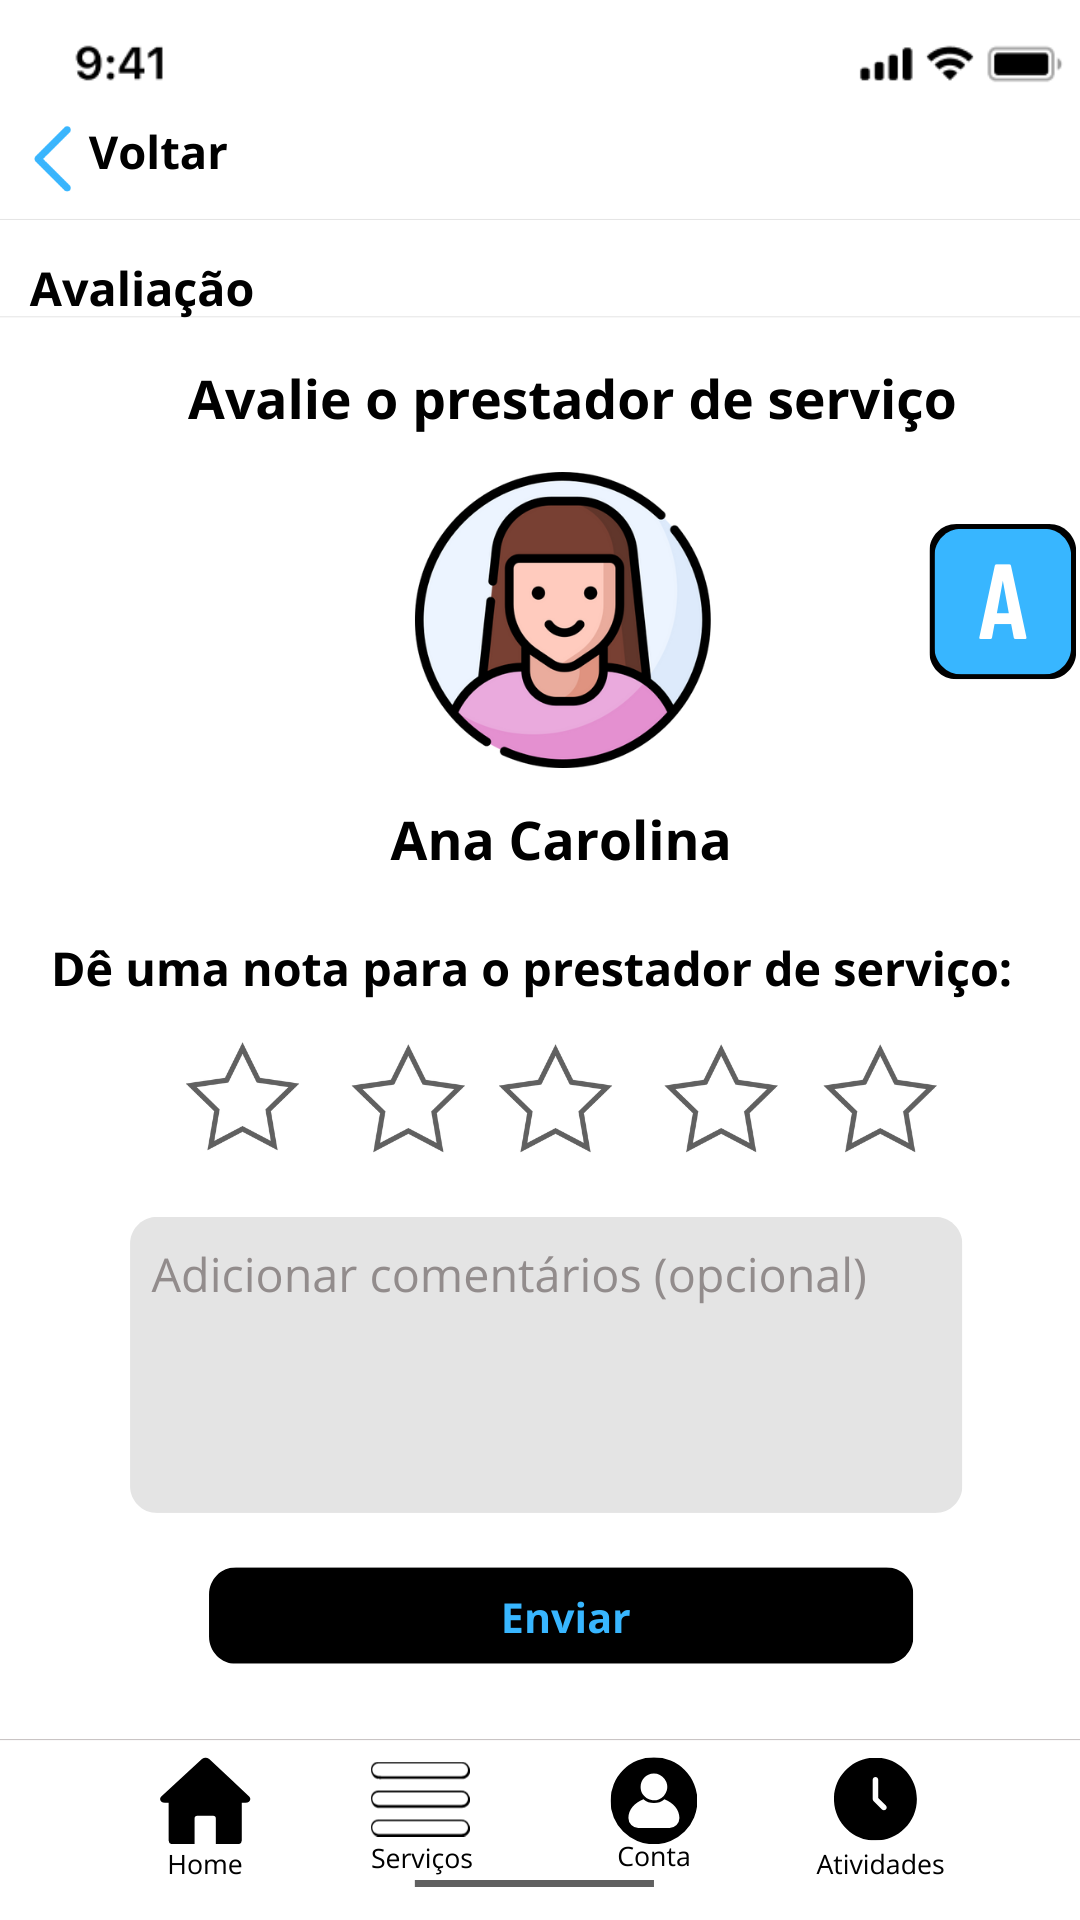 9:41
Voltar
Avaliação
Avalie o prestador de serviço
A
Ana Carolina
Dê uma nota para o prestador de serviço:
Adicionar comentários (opcional)
Enviar
Home
Serviços
Conta
Atividades